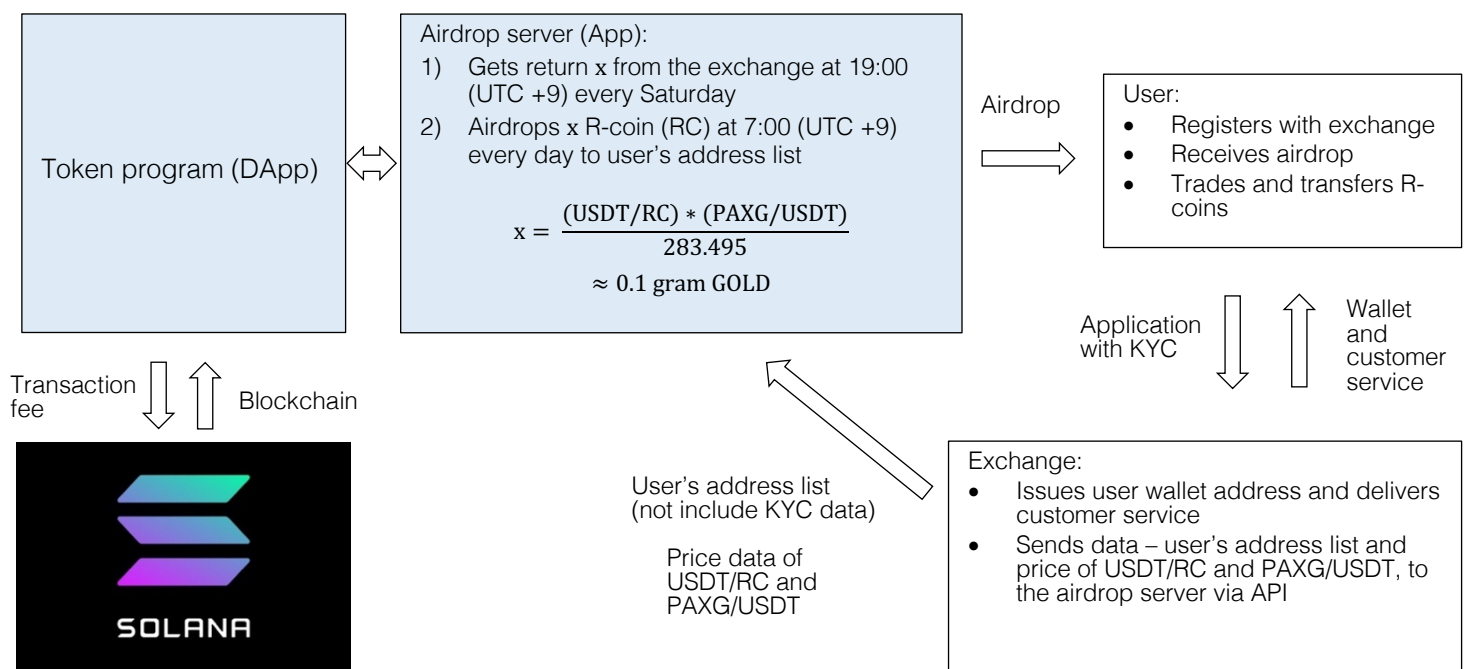 Token program (DApp)
Airdrop server (App):
1) Gets return x from the exchange at 19:00
(UTC +9) every Saturday
2) Airdrops x R-coin (RC) at 7:00 (UTC +9)
every day to user's address list
x = (USDT/RC) * (PAXG/USDT)
283.495
≈ 0.1 gram GOLD
Airdrop
User:
• Registers with exchange
• Receives airdrop
• Trades and transfers R-
coins
Application
with KYC
Wallet
and
customer
service
Transaction
fee
Blockchain
SOLANA
User's address list
(not include KYC data)
Price data of
USDT/RC and
PAXG/USDT
Exchange:
• Issues user wallet address and delivers
customer service
• Sends data – user's address list and
price of USDT/RC and PAXG/USDT, to
the airdrop server via API